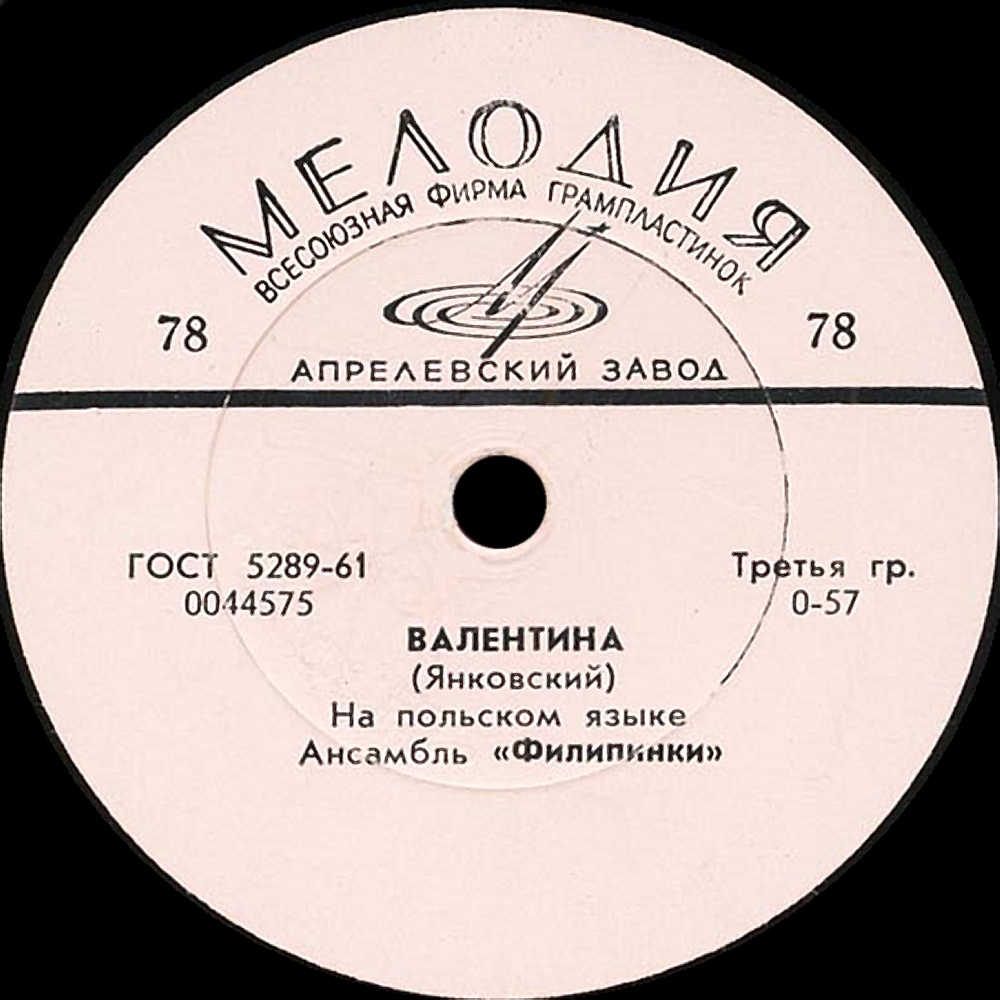 МЕЛОДИЯ
ВСЕСОЮЗНАЯ ФИРМА ГРАМПЛАСТИНОК
78
78
АПРЕЛЕВСКИЙ ЗАВОД
ГОСТ 5289-61
0044575
Третья гр.
0-57
ВАЛЕНТИНА
(Янковский)
На польском языке
Ансамбль «Филипинки»